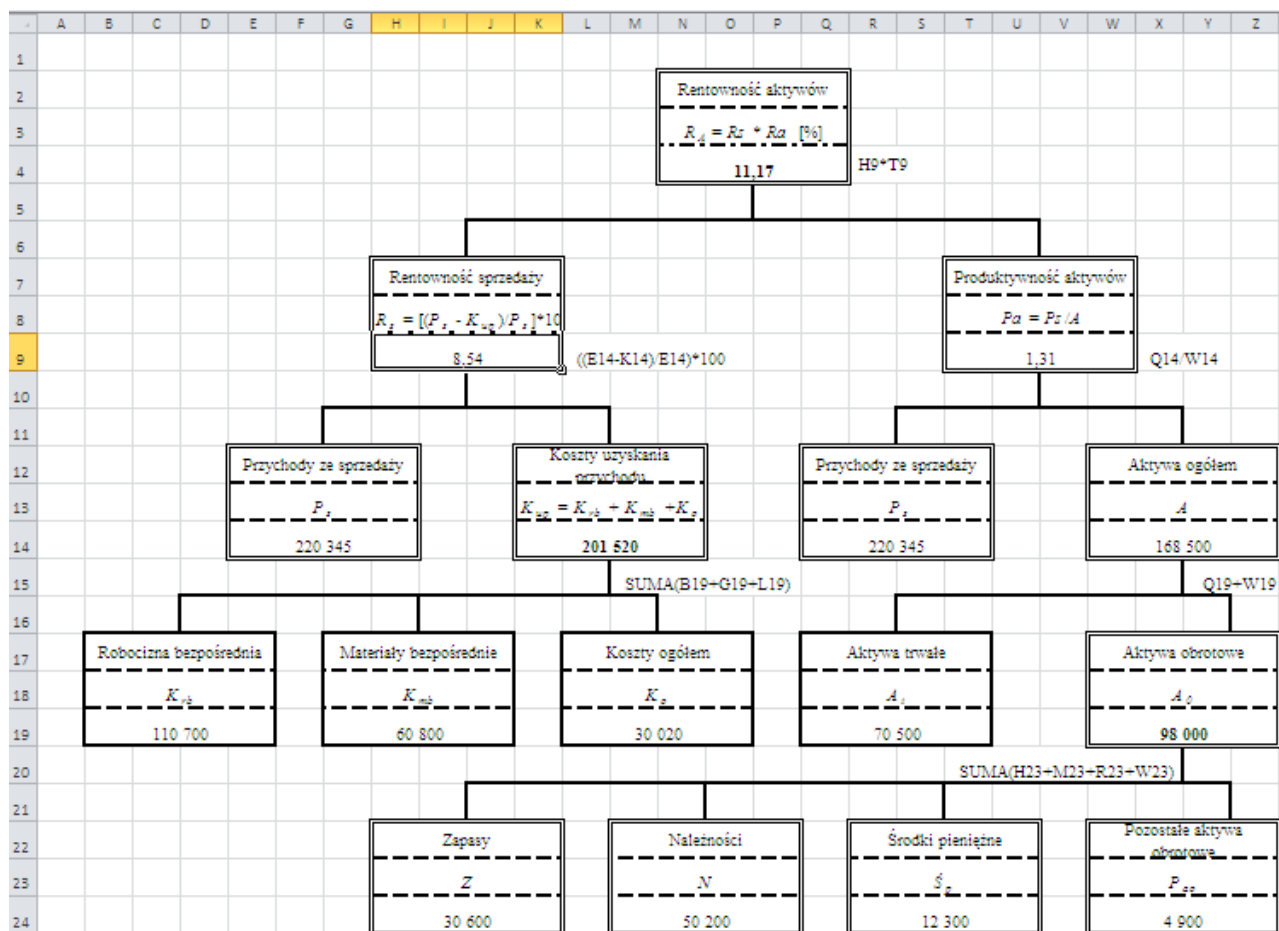 A B C D E F G H I J K L M N O P Q R S T U V W X Y Z
1
2 Rentowność aktywów
3 R_A = Rs * Ra [%]
4 11,17 H9*T9
5
6
7 Rentowność sprzedaży Produktywność aktywów
8 R_s = [(P_s - K_ug)/P_s]*10 Pa = Ps/A
9 8,54 ((E14-K14)/E14)*100 1,31 Q14/W14
10
11
12 Przychody ze sprzedaży Koszty uzyskania przychodu Przychody ze sprzedaży Aktywa ogółem
13 P_s K_ug = K_rb + K_mb +K_o P_s A
14 220 345 201 520 220 345 168 500
15 SUMA(B19+G19+L19) Q19+W19
16
17 Robocizna bezpośrednia Materiały bezpośrednie Koszty ogółem Aktywa trwałe Aktywa obrotowe
18 K_rb K_mb K_o A_t A_0
19 110 700 60 800 30 020 70 500 98 000
20 SUMA(H23+M23+R23+W23)
21
22 Zapasy Należności Środki pieniężne Pozostałe aktywa obrotowe
23 Z N Ś_p P_ao
24 30 600 50 200 12 300 4 900